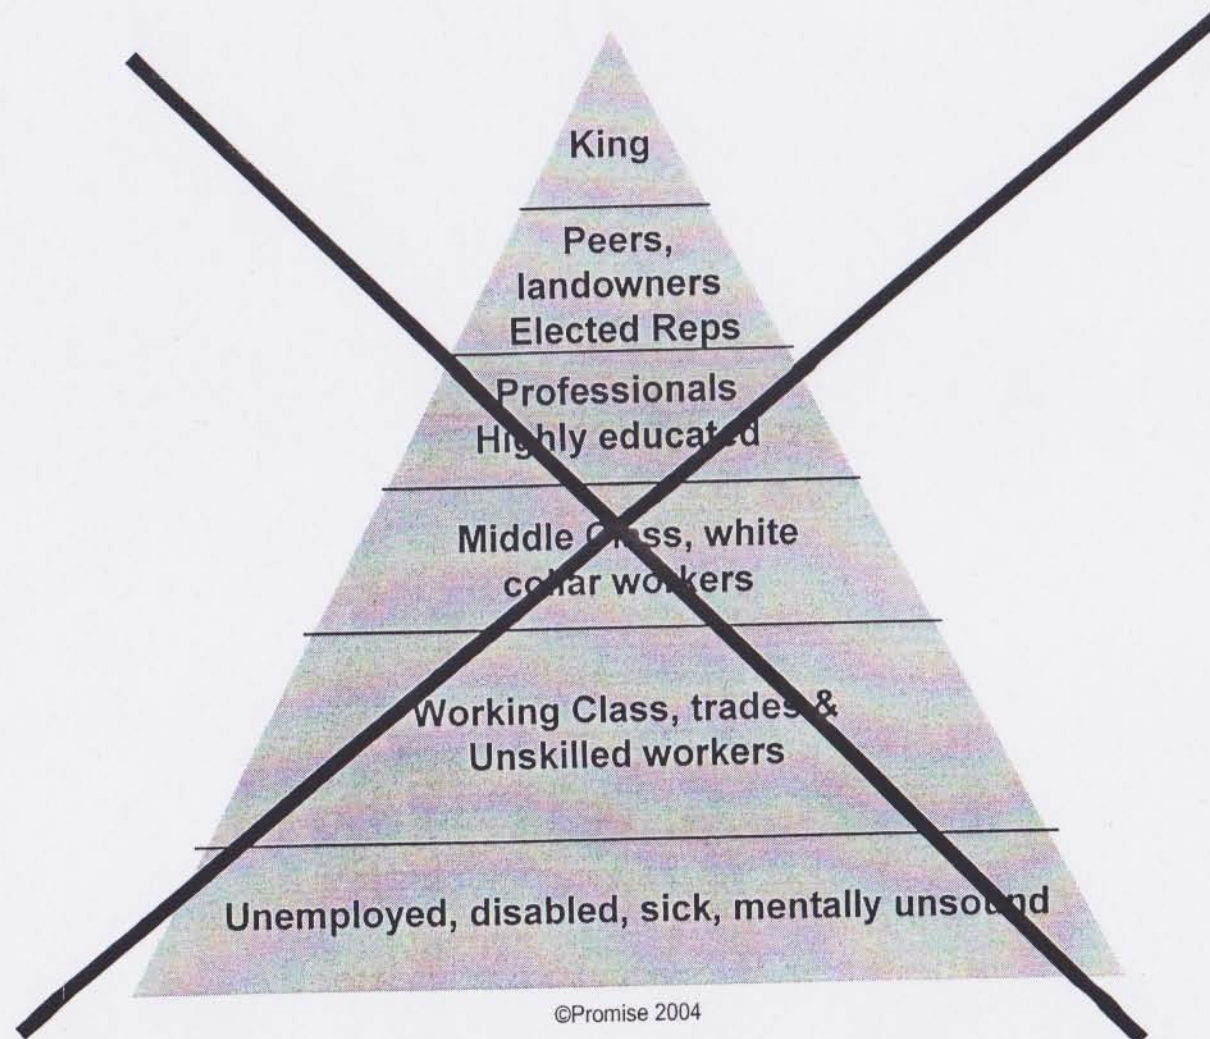 King
Peers,
landowners
Elected Reps
Professionals
Highly educated
Middle Class, white
collar workers
Working Class, trades &
Unskilled workers
Unemployed, disabled, sick, mentally unsound
©Promise 2004